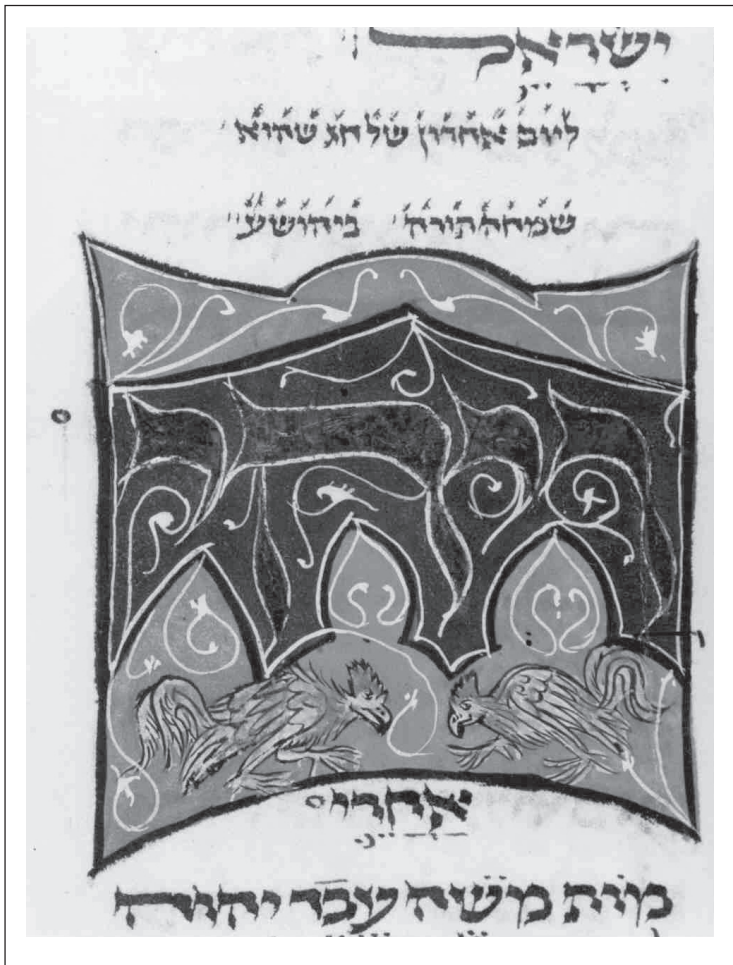 ישראל
ליום אחרון של חג שהוא
שמחת תורה ביהושע
ויהי
אחרי
מות משה עבד יהוה